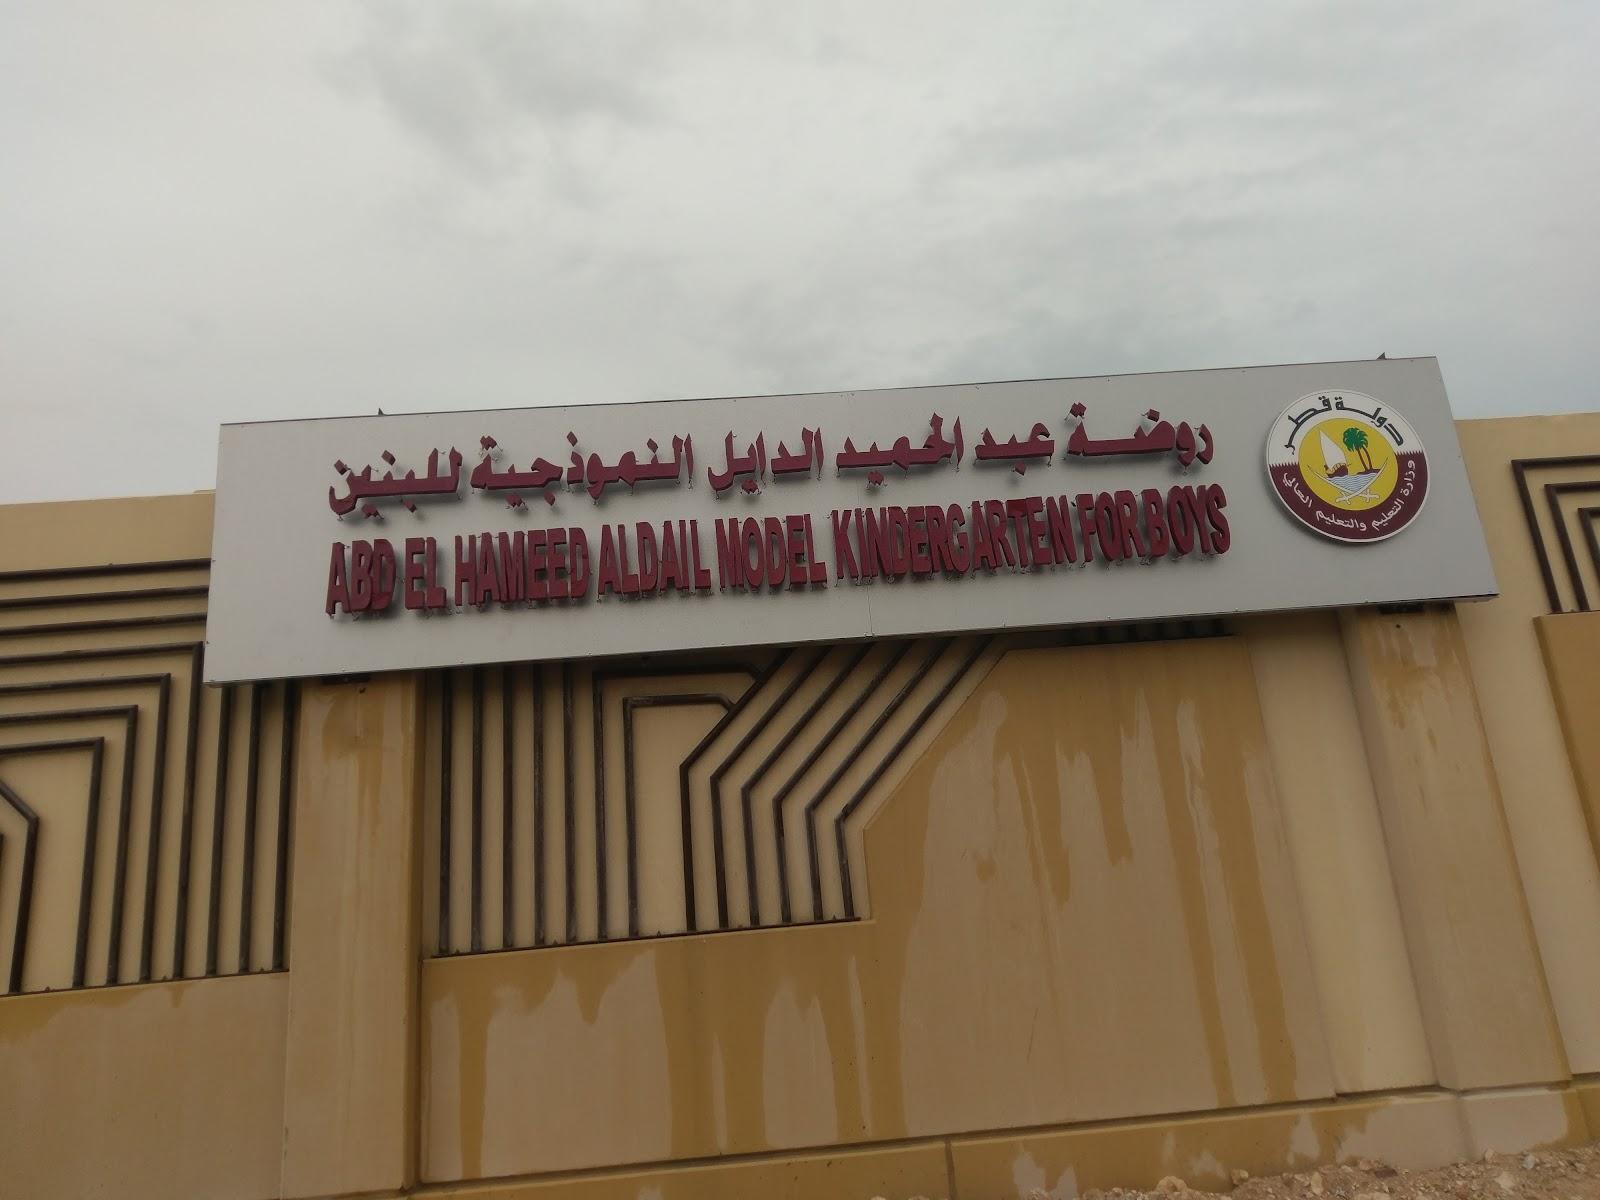 روضة عبد الحميد الدايل النموذجية للبنين
ABD EL HAMEED ALDAIL MODEL KINDERGARTEN FOR BOYS
دولة قطر
وزارة التعليم والتعليم العالي